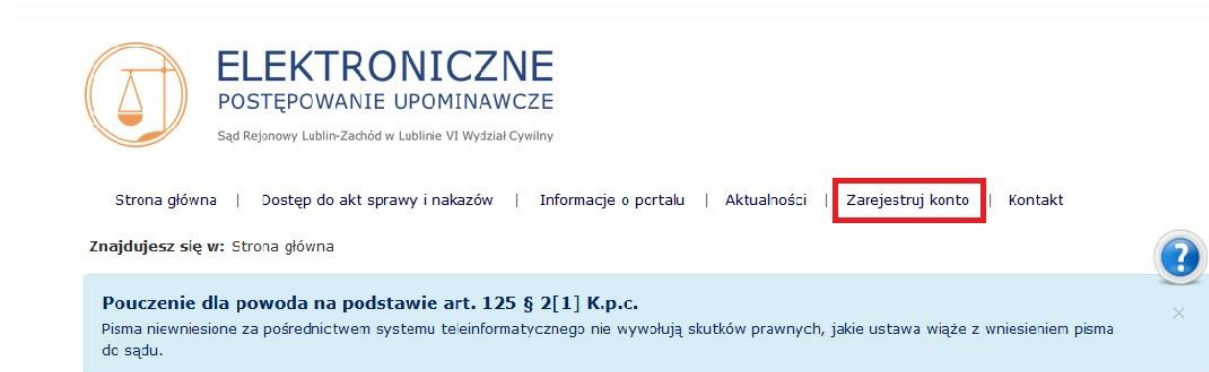 ELEKTRONICZNE
POSTĘPOWANIE UPOMINAWCZE
Sąd Rejonowy Lublin-Zachód w Lublinie VI Wydział Cywilny
Strona główna | Dostęp do akt sprawy i nakazów | Informacje o portalu | Aktualności | Zarejestruj konto | Kontakt
Znajdujesz się w: Strona główna
?
Pouczenie dla powoda na podstawie art. 125 § 2[1] K.p.c.
Pisma niewniesione za pośrednictwem systemu teleinformatycznego nie wywołują skutków prawnych, jakie ustawa wiąże z wniesieniem pisma
do sądu.
×